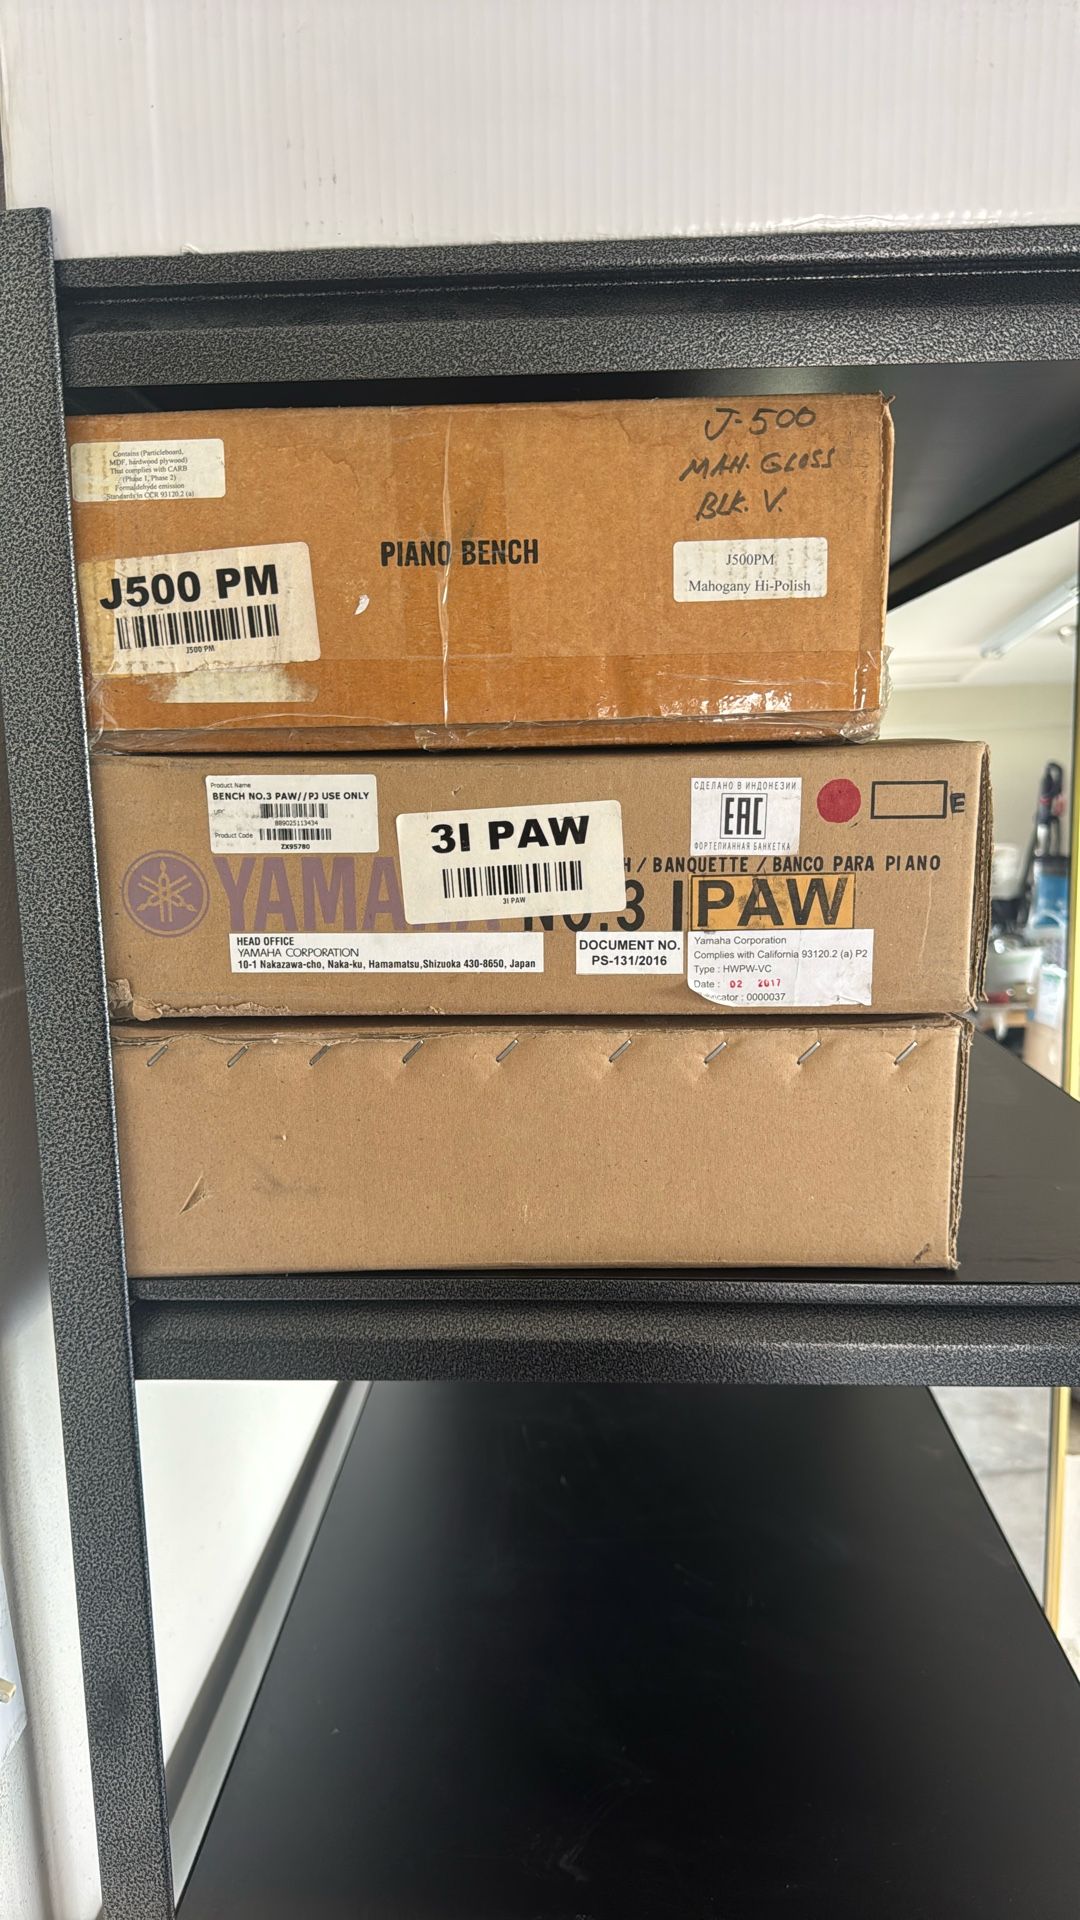 J-500
MAH. GLOSS
BLK. V.
Contains (Particleboard,
MDF, hardwood plywood)
That complies with CARB
(Phase 1, Phase 2)
Formaldehyde emission
Standards in CCR 93120.2 (a)
PIANO BENCH
J500PM
Mahogany Hi-Polish
J500 PM
J500 PM
Product Name
BENCH NO.3 PAW//PJ USE ONLY
UPC
889025113434
Product Code
ZX95780
3I PAW
3I PAW
СДЕЛАНО В ИНДОНЕЗИИ
EAC
ФОРТЕПИАННАЯ БАНКЕТКА
E
/ BANQUETTE / BANCO PARA PIANO
YAMA
NO.3 IPAW
HEAD OFFICE
YAMAHA CORPORATION
10-1 Nakazawa-cho, Naka-ku, Hamamatsu,Shizuoka 430-8650, Japan
DOCUMENT NO.
PS-131/2016
Yamaha Corporation
Complies with California 93120.2 (a) P2
Type : HWPW-VC
Date : 02 2017
: 0000037